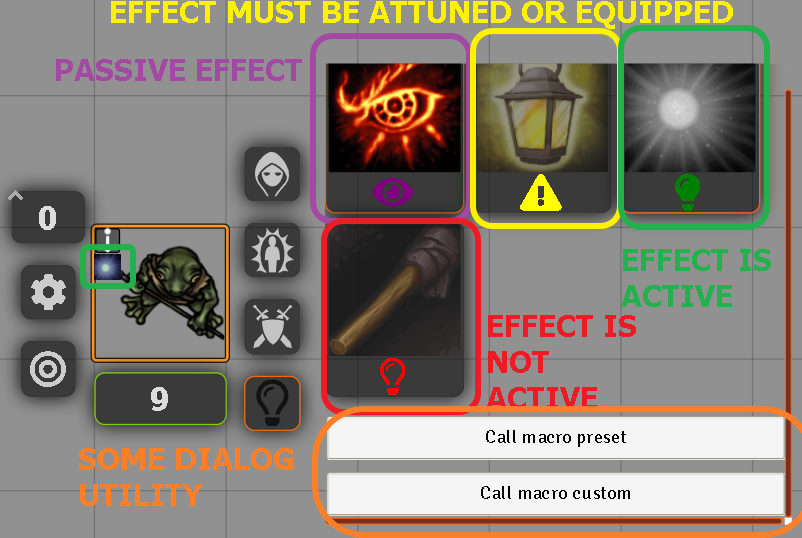 EFFECT MUST BE ATTUNED OR EQUIPPED
PASSIVE EFFECT
0
EFFECT IS
ACTIVE
EFFECT IS
NOT
ACTIVE
9
SOME DIALOG
UTILITY
Call macro preset
Call macro custom